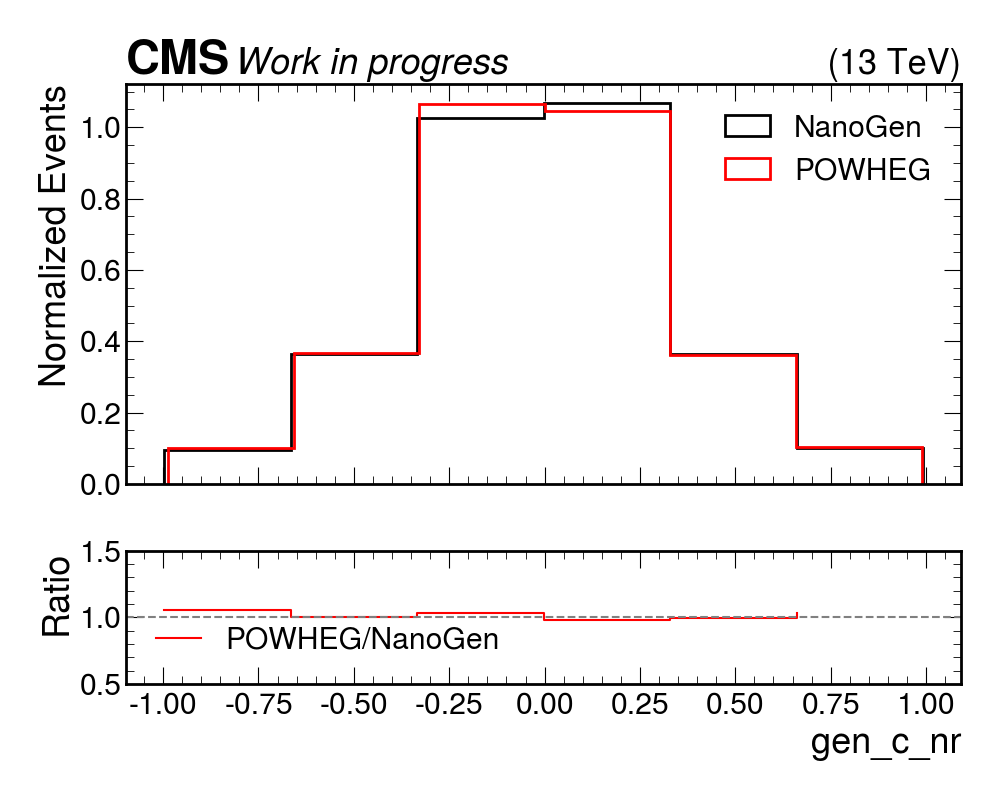 CMS Work in progress (13 TeV)
Normalized Events
1.0
0.8
0.6
0.4
0.2
0.0
NanoGen
POWHEG
Ratio
1.5
1.0
0.5
POWHEG/NanoGen
-1.00 -0.75 -0.50 -0.25 0.00 0.25 0.50 0.75 1.00
gen_c_nr